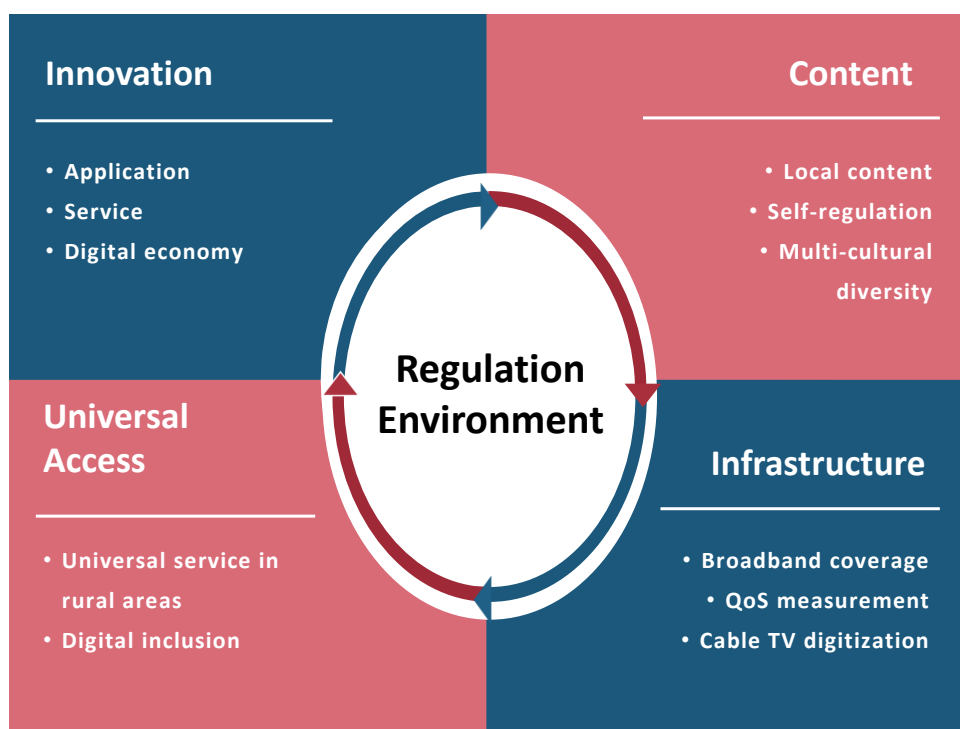 Innovation
• Application
• Service
• Digital economy
Content
• Local content
• Self-regulation
• Multi-cultural
diversity
Regulation
Environment
Universal
Access
• Universal service in
rural areas
• Digital inclusion
Infrastructure
• Broadband coverage
• QoS measurement
• Cable TV digitization